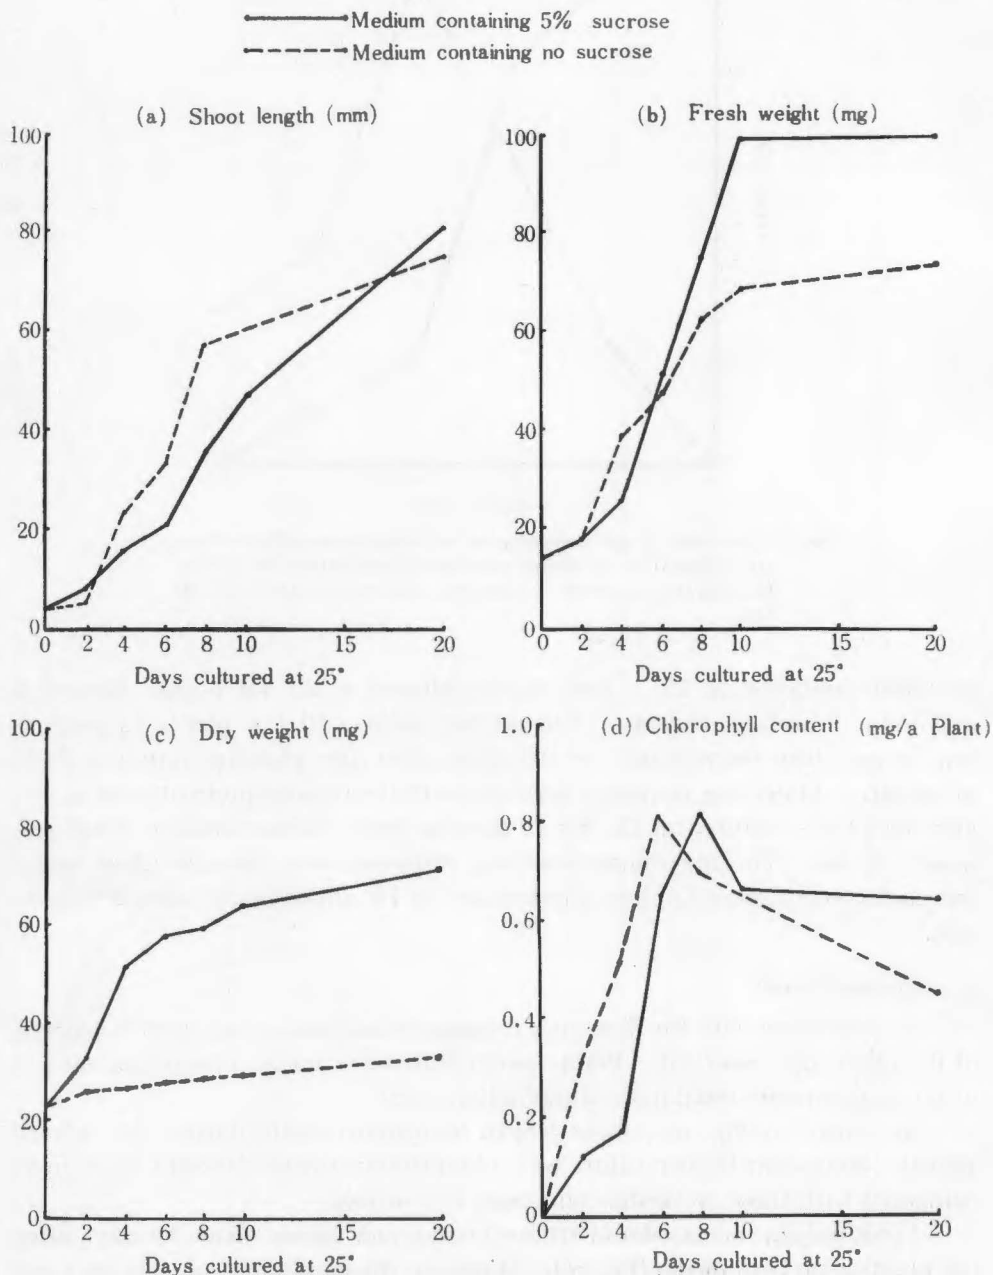 Medium containing 5% sucrose
Medium containing no sucrose
(a) Shoot length (mm)
100
80
60
40
20
0
0 2 4 6 8 10 15 20
Days cultured at 25°
(b) Fresh weight (mg)
100
80
60
40
20
0
0 2 4 6 8 10 15 20
Days cultured at 25°
(c) Dry weight (mg)
100
80
60
40
20
0
0 2 4 6 8 10 15 20
Days cultured at 25°
(d) Chlorophyll content (mg/a Plant)
1.0
0.8
0.6
0.4
0.2
0
0 2 4 6 8 10 15 20
Days cultured at 25°